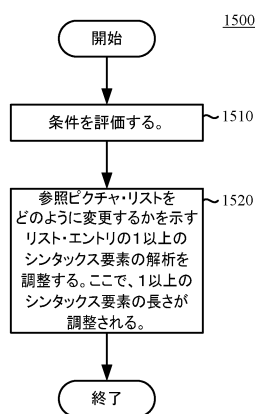 1500
開始
条件を評価する。
1510
参照ピクチャ・リストを
どのように変更するかを示す
リスト・エントリの1以上の
シンタックス要素の解析を
調整する。ここで、1以上の
シンタックス要素の長さが
調整される。
1520
終了